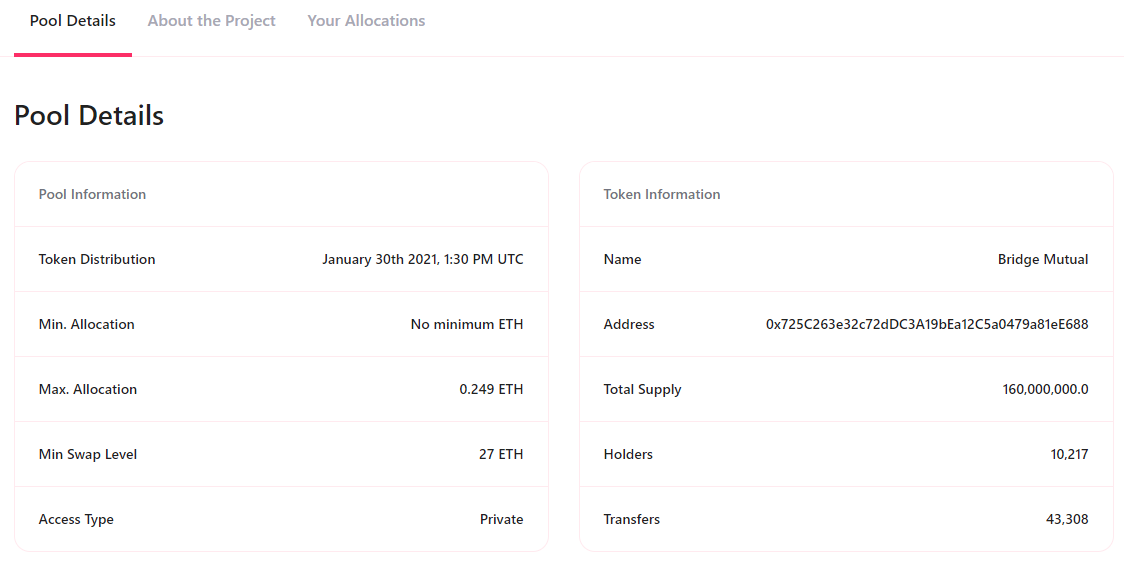 Pool Details About the Project Your Allocations
Pool Details
Pool Information
Token Distribution January 30th 2021, 1:30 PM UTC
Min. Allocation No minimum ETH
Max. Allocation 0.249 ETH
Min Swap Level 27 ETH
Access Type Private
Token Information
Name Bridge Mutual
Address 0x725C263e32c72dDC3A19bEa12C5a0479a81eE688
Total Supply 160,000,000.0
Holders 10,217
Transfers 43,308